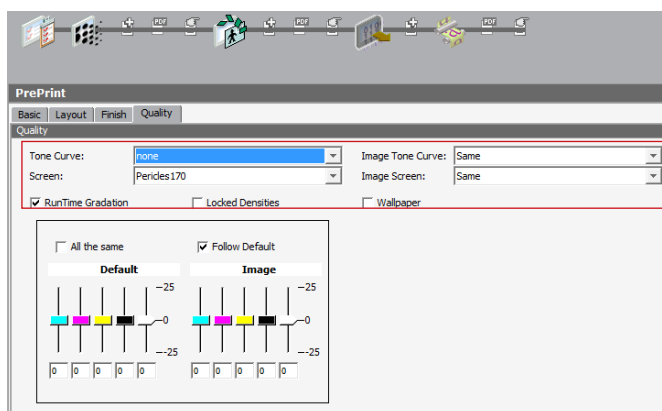 PDF PDF PDF
PrePrint
Basic Layout Finish Quality
Quality
Tone Curve: none Image Tone Curve: Same
Screen: Pericles170 Image Screen: Same
RunTime Gradation Locked Densities Wallpaper
All the same Follow Default
Default Image
-25 -25
-0 -0
--25 --25
0 0 0 0 0 0 0 0 0 0